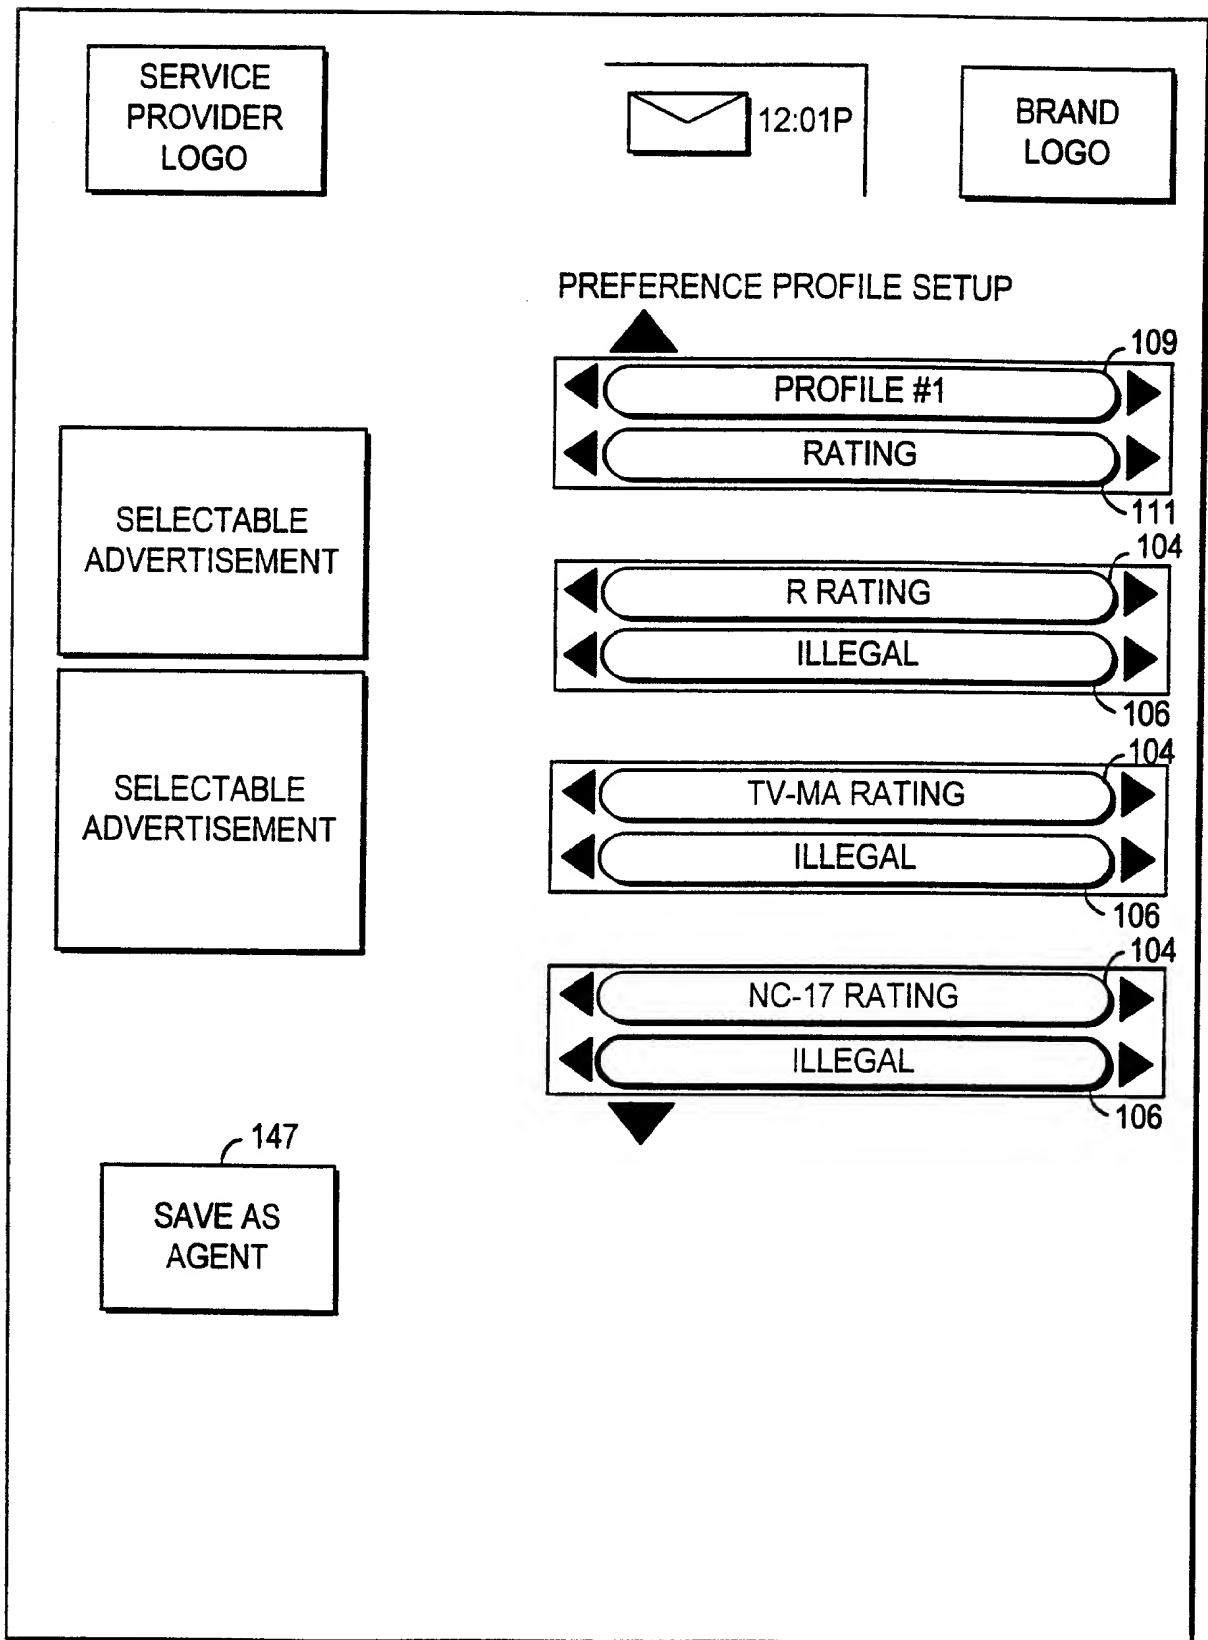 SERVICE
PROVIDER
LOGO
12:01P
BRAND
LOGO
PREFERENCE PROFILE SETUP
109
PROFILE #1
RATING
111
SELECTABLE
ADVERTISEMENT
104
R RATING
ILLEGAL
106
SELECTABLE
ADVERTISEMENT
104
TV-MA RATING
ILLEGAL
106
104
NC-17 RATING
ILLEGAL
106
147
SAVE AS
AGENT